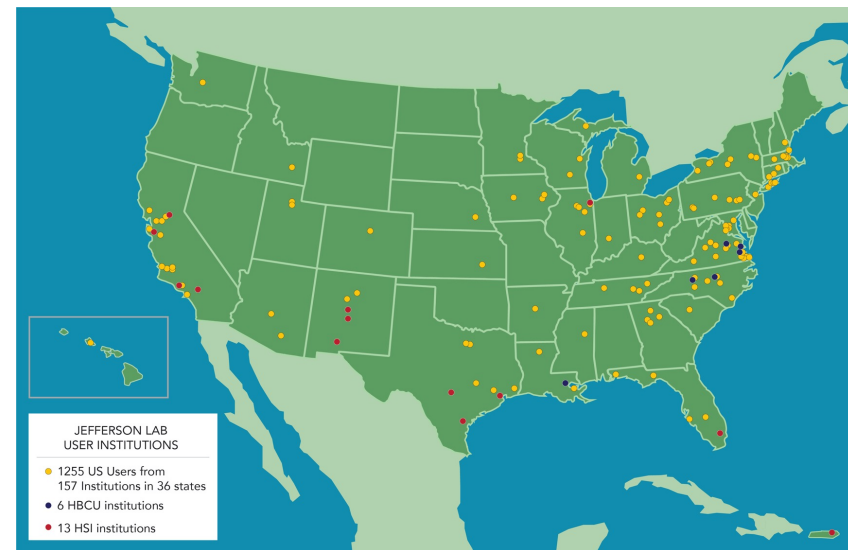 JEFFERSON LAB
USER INSTITUTIONS
1255 US Users from
157 Institutions in 36 states
6 HBCU institutions
13 HSI institutions